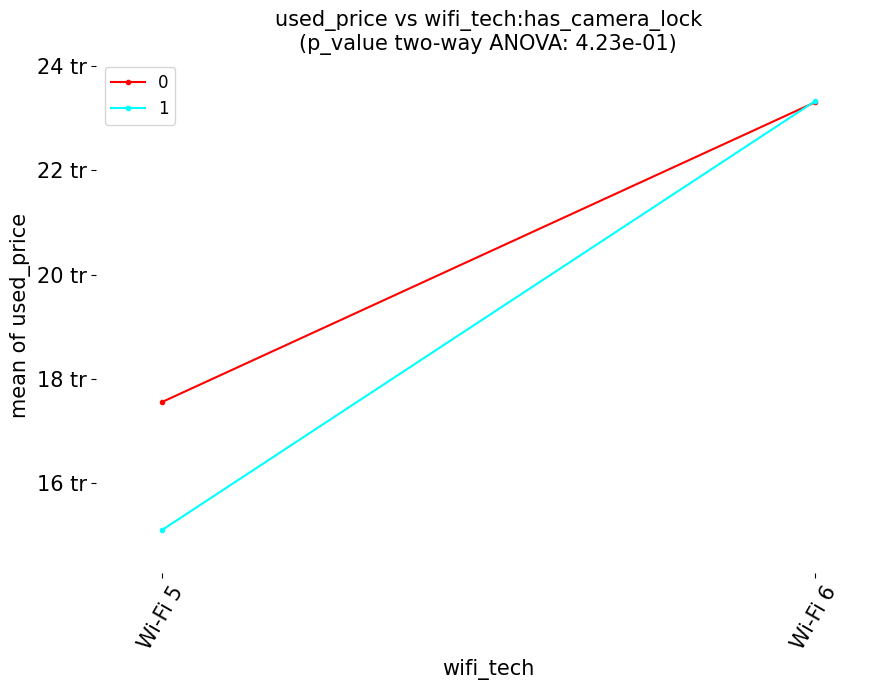 used_price vs wifi_tech:has_camera_lock
(p_value two-way ANOVA: 4.23e-01)
24 tr
22 tr
20 tr
18 tr
16 tr
mean of used_price
0
1
Wi-Fi 5
Wi-Fi 6
wifi_tech